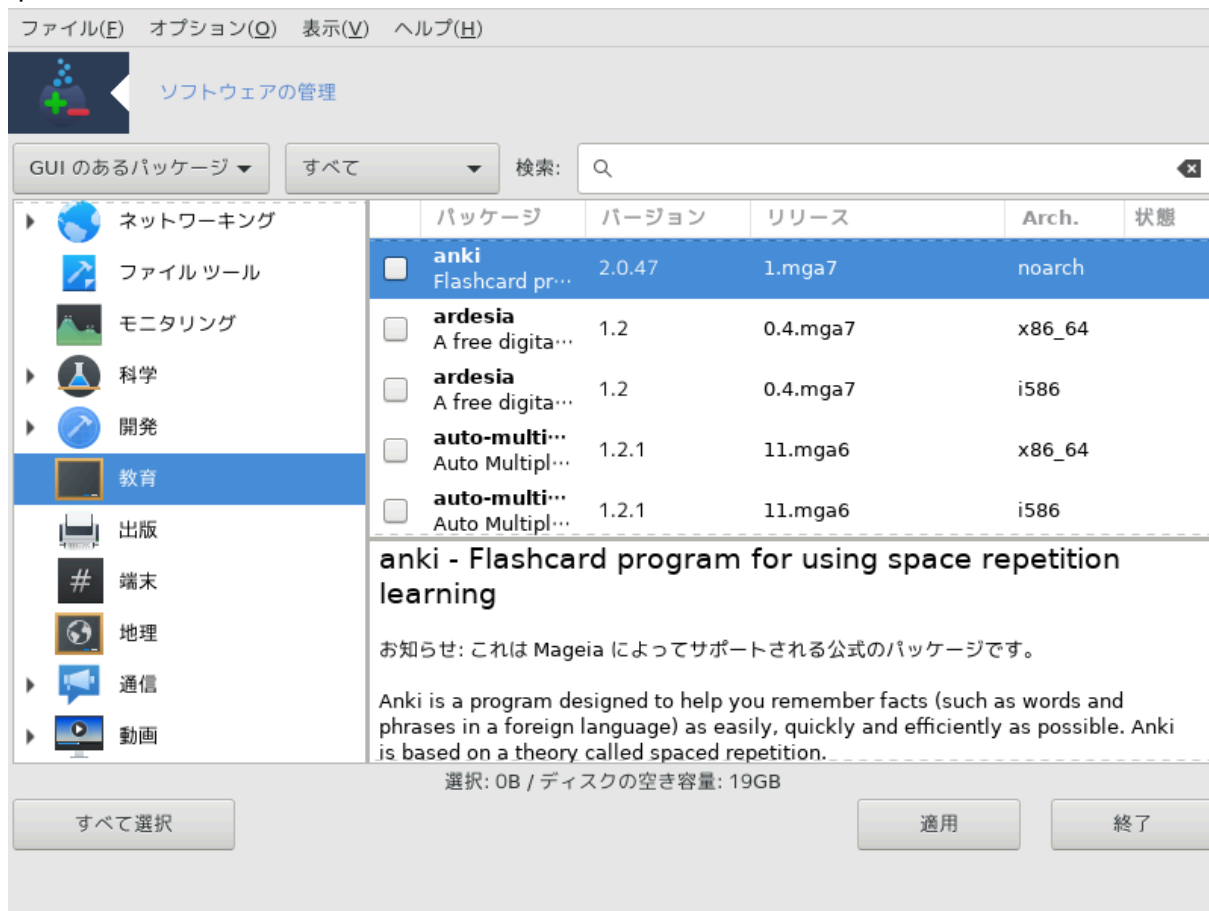 ファイル(F) オプション(O) 表示(V) ヘルプ(H)
ソフトウェアの管理
GUI のあるパッケージ すべて 検索:
パッケージ バージョン リリース Arch. 状態
ネットワーキング
ファイル ツール
モニタリング
科学
開発
教育
出版
端末
地理
通信
動画
anki 2.0.47 1.mga7 noarch
Flashcard pr…
ardesia 1.2 0.4.mga7 x86_64
A free digita…
ardesia 1.2 0.4.mga7 i586
A free digita…
auto-multi… 1.2.1 11.mga6 x86_64
Auto Multipl…
auto-multi… 1.2.1 11.mga6 i586
Auto Multipl…
anki - Flashcard program for using space repetition
learning
お知らせ: これは Mageia によってサポートされる公式のパッケージです。
Anki is a program designed to help you remember facts (such as words and
phrases in a foreign language) as easily, quickly and efficiently as possible. Anki
is based on a theory called spaced repetition.
選択: 0B / ディスクの空き容量: 19GB
すべて選択 適用 終了